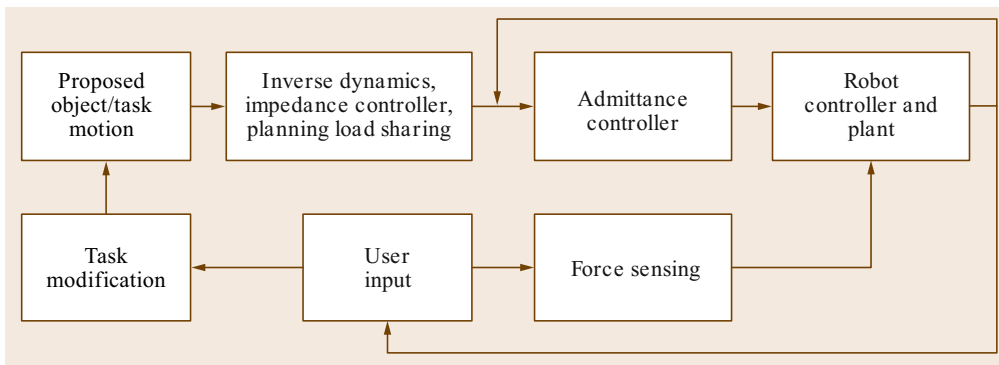 Proposed
object/task
motion
Inverse dynamics,
impedance controller,
planning load sharing
Admittance
controller
Robot
controller and
plant
Task
modification
User
input
Force sensing